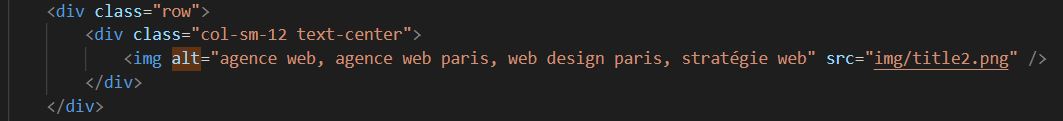 <div class="row">
<div class="col-sm-12 text-center">
<img alt="agence web, agence web paris, web design paris, stratégie web" src="img/title2.png" />
</div>
</div>